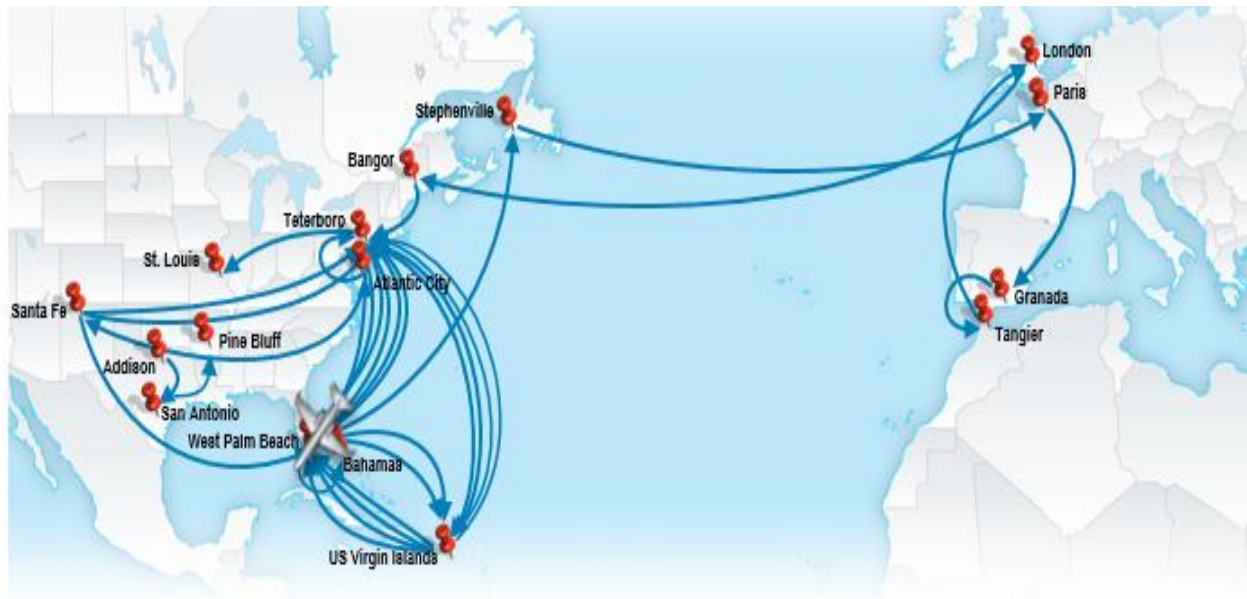 London
Paris
Stephenville
Bangor
Teterboro
St. Louis
Atlantic City
Santa Fe
Granada
Pine Bluff
Tangier
Addison
San Antonio
West Palm Beach
Bahamas
US Virgin Islands